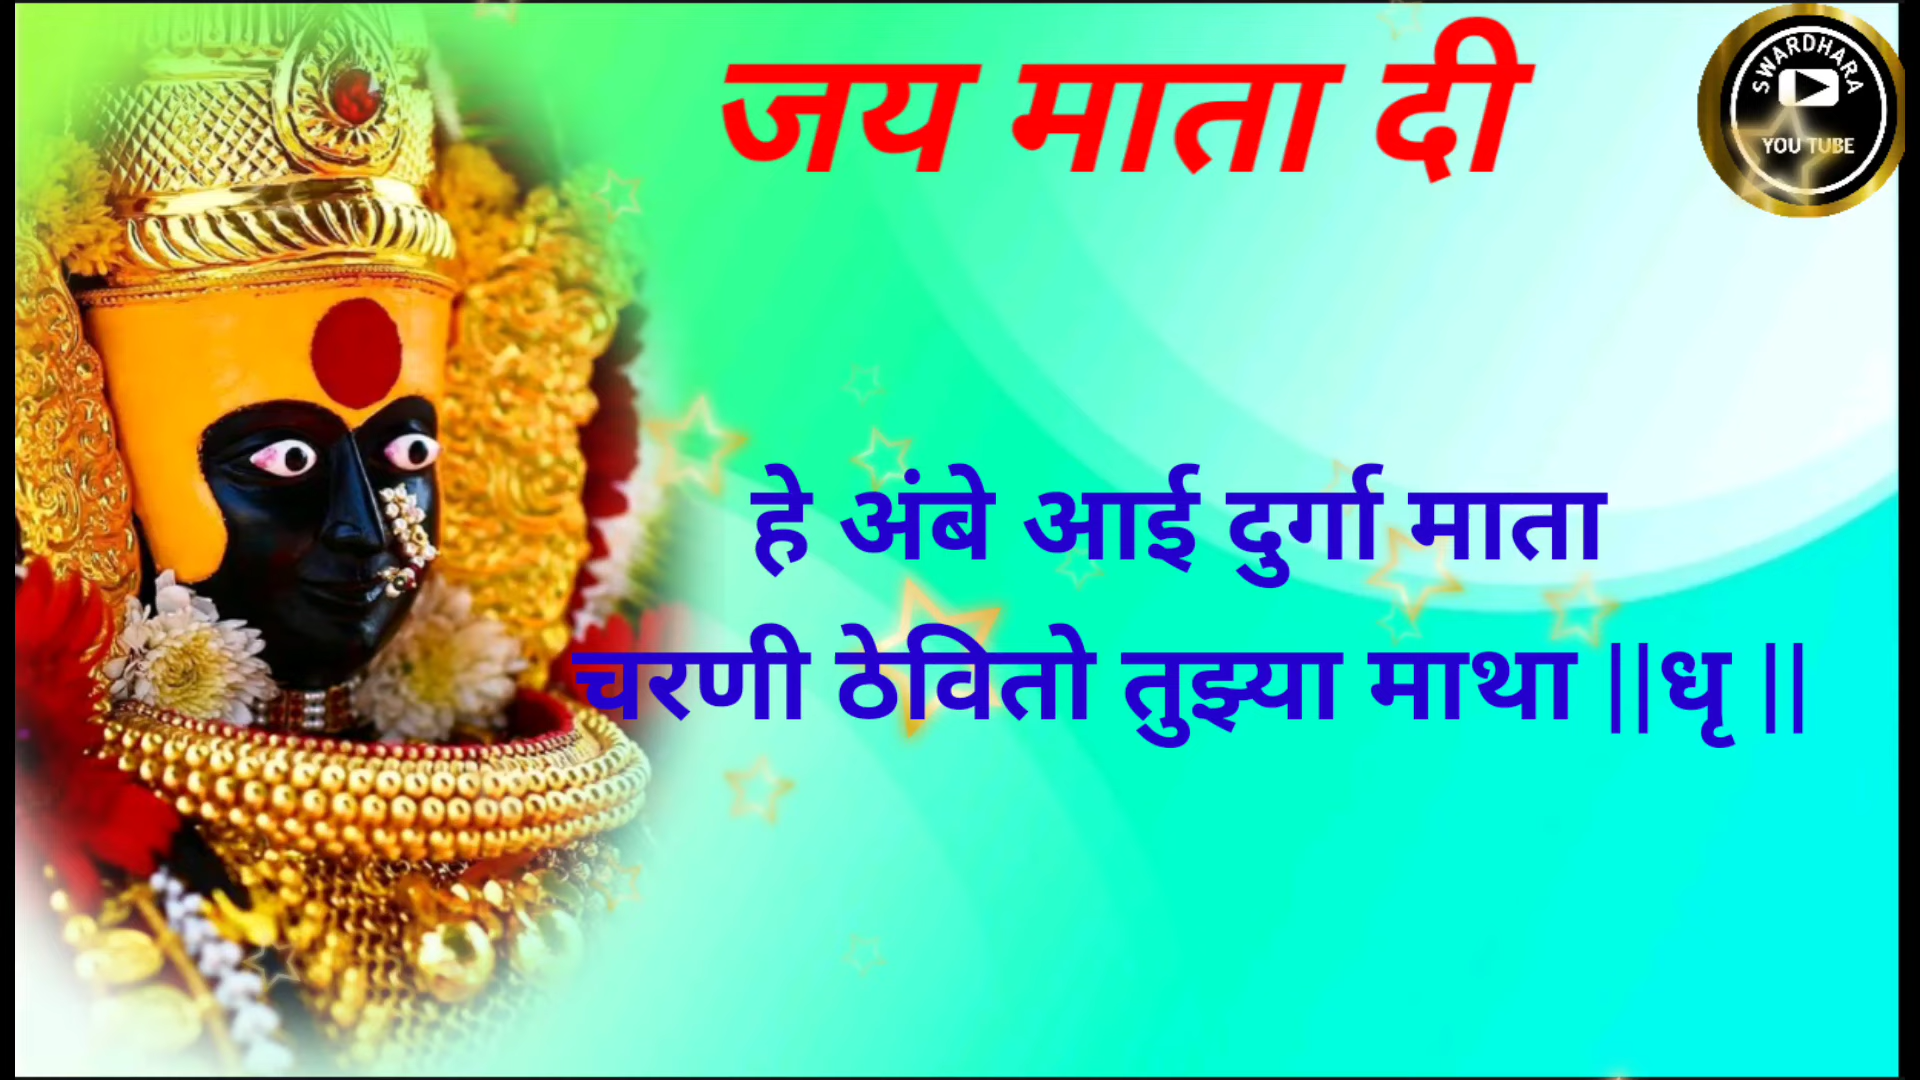 जय माता दी
SWARDHARA
YOU TUBE
हे अंबे आई दुर्गा माता
चरणी ठेवितो तुझ्या माथा ||धृ ||